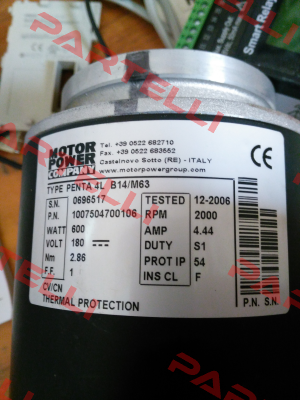 PARTELLI
Smart Relay
MOTOR
POWER
COMPANY
Tel. +39 0522 682710
Fax. +39 0522 683552
Castelnovo Sotto (RE) - ITALY
www.motorpowergroup.com
CE
TYPE PENTA 4L B14/M63
S.N. 0696517 TESTED 12-2006
P.N. 1007504700106 RPM 2000
WATT 600 AMP 4.44
VOLT 180 DUTY S1
Nm 2.86 PROT IP 54
F.F. 1 INS CL F
CV/CN
THERMAL PROTECTION
P.N. S.N.